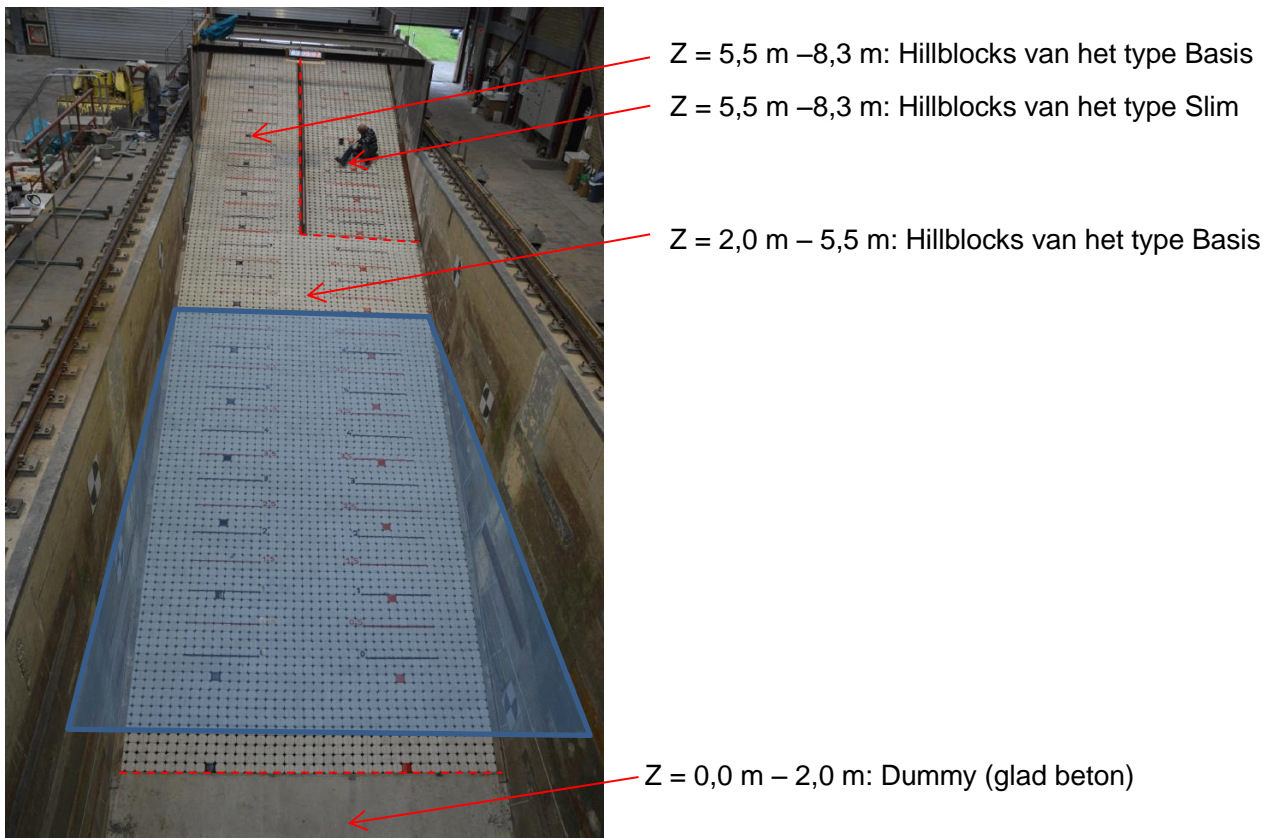 Z = 5,5 m –8,3 m: Hillblocks van het type Basis
Z = 5,5 m –8,3 m: Hillblocks van het type Slim
Z = 2,0 m – 5,5 m: Hillblocks van het type Basis
Z = 0,0 m – 2,0 m: Dummy (glad beton)